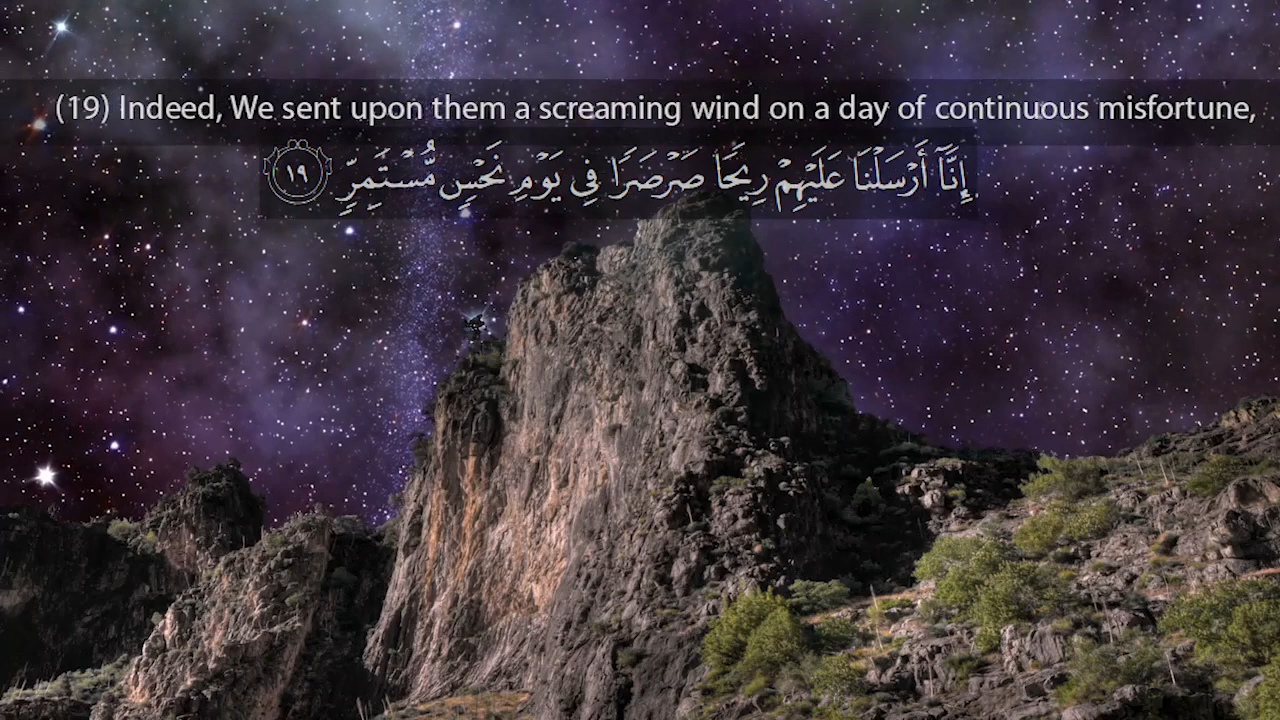 (19) Indeed, We sent upon them a screaming wind on a day of continuous misfortune,
إِنَّآ أَرْسَلْنَا عَلَيْهِمْ رِيحًا صَرْصَرًا فِى يَوْمِ نَحْسٍ مُّسْتَمِرٍّ ١٩